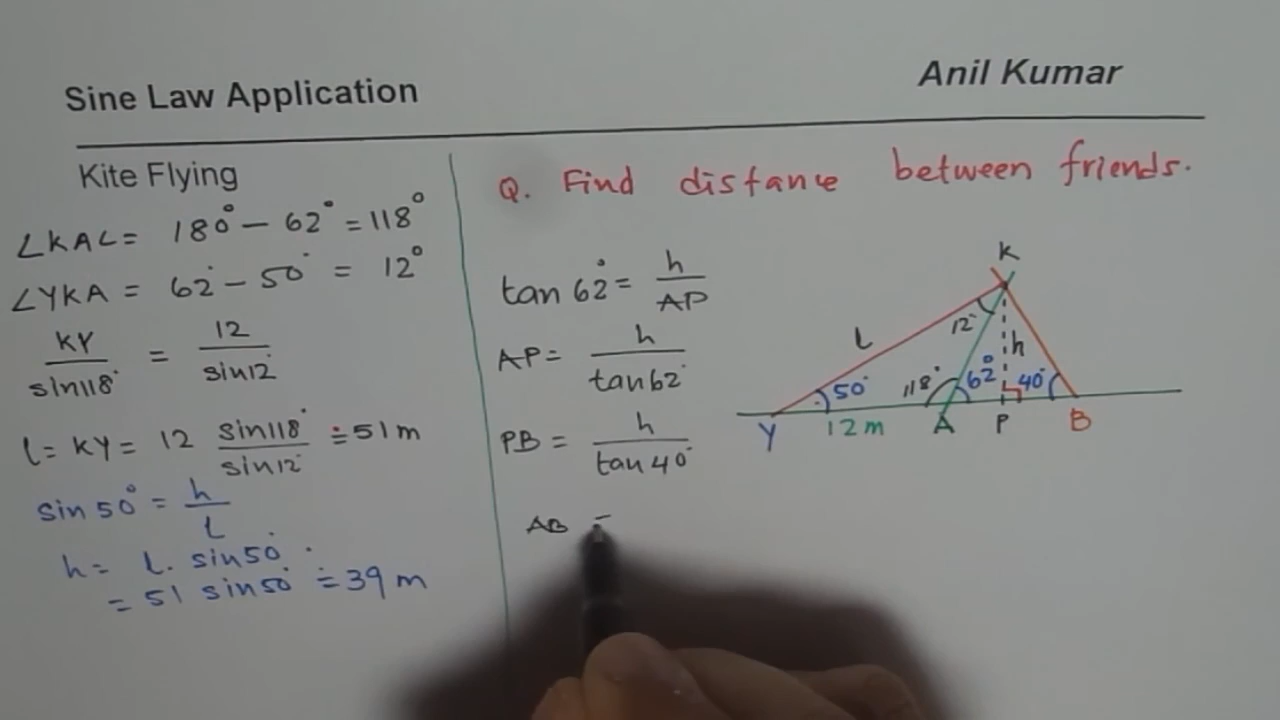 Sine Law Application
Anil Kumar
Kite Flying
∠KAC = 180° - 62° = 118°
∠YKA = 62° - 50° = 12°
KY / sin118° = 12 / sin12°
l = KY = 12 sin118° / sin12° ≐ 51 m
sin 50° = h / l
h = l. sin50°
= 51 sin50° ≐ 39 m
Q. Find distance between friends.
tan 62° = h / AP
AP = h / tan62°
PB = h / tan40°
AB =
K
l
12°
h
50°
118°
62°
40°
Y
12 m
A
P
B